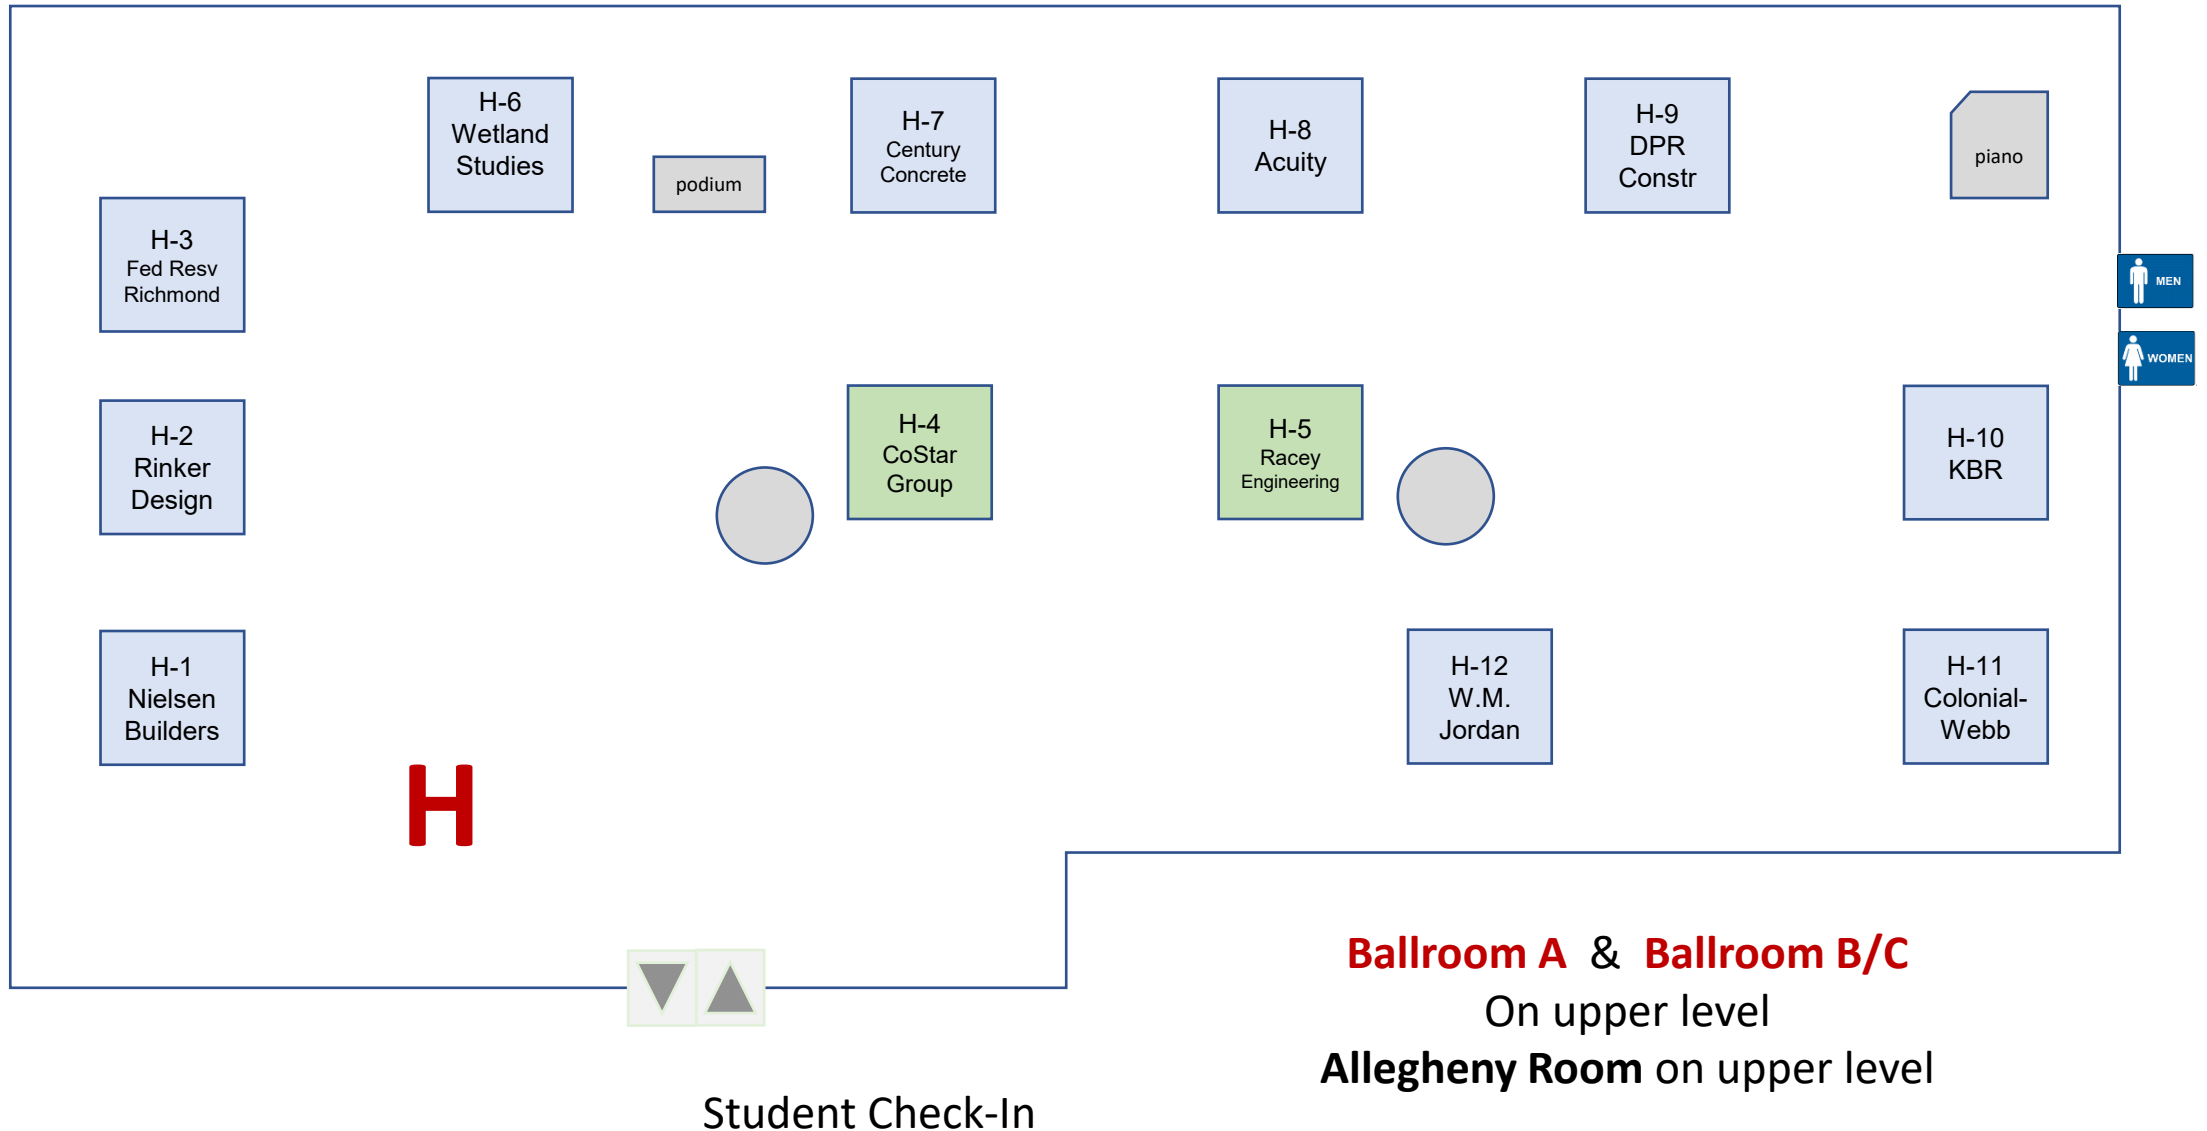 H-6
Wetland
Studies
H-7
Century
Concrete
H-8
Acuity
H-9
DPR
Constr
piano
podium
H-3
Fed Resv
Richmond
MEN
WOMEN
H-2
Rinker
Design
H-4
CoStar
Group
H-5
Racey
Engineering
H-10
KBR
H-1
Nielsen
Builders
H-12
W.M.
Jordan
H-11
Colonial-
Webb
H
Ballroom A & Ballroom B/C
On upper level
Allegheny Room on upper level
Student Check-In